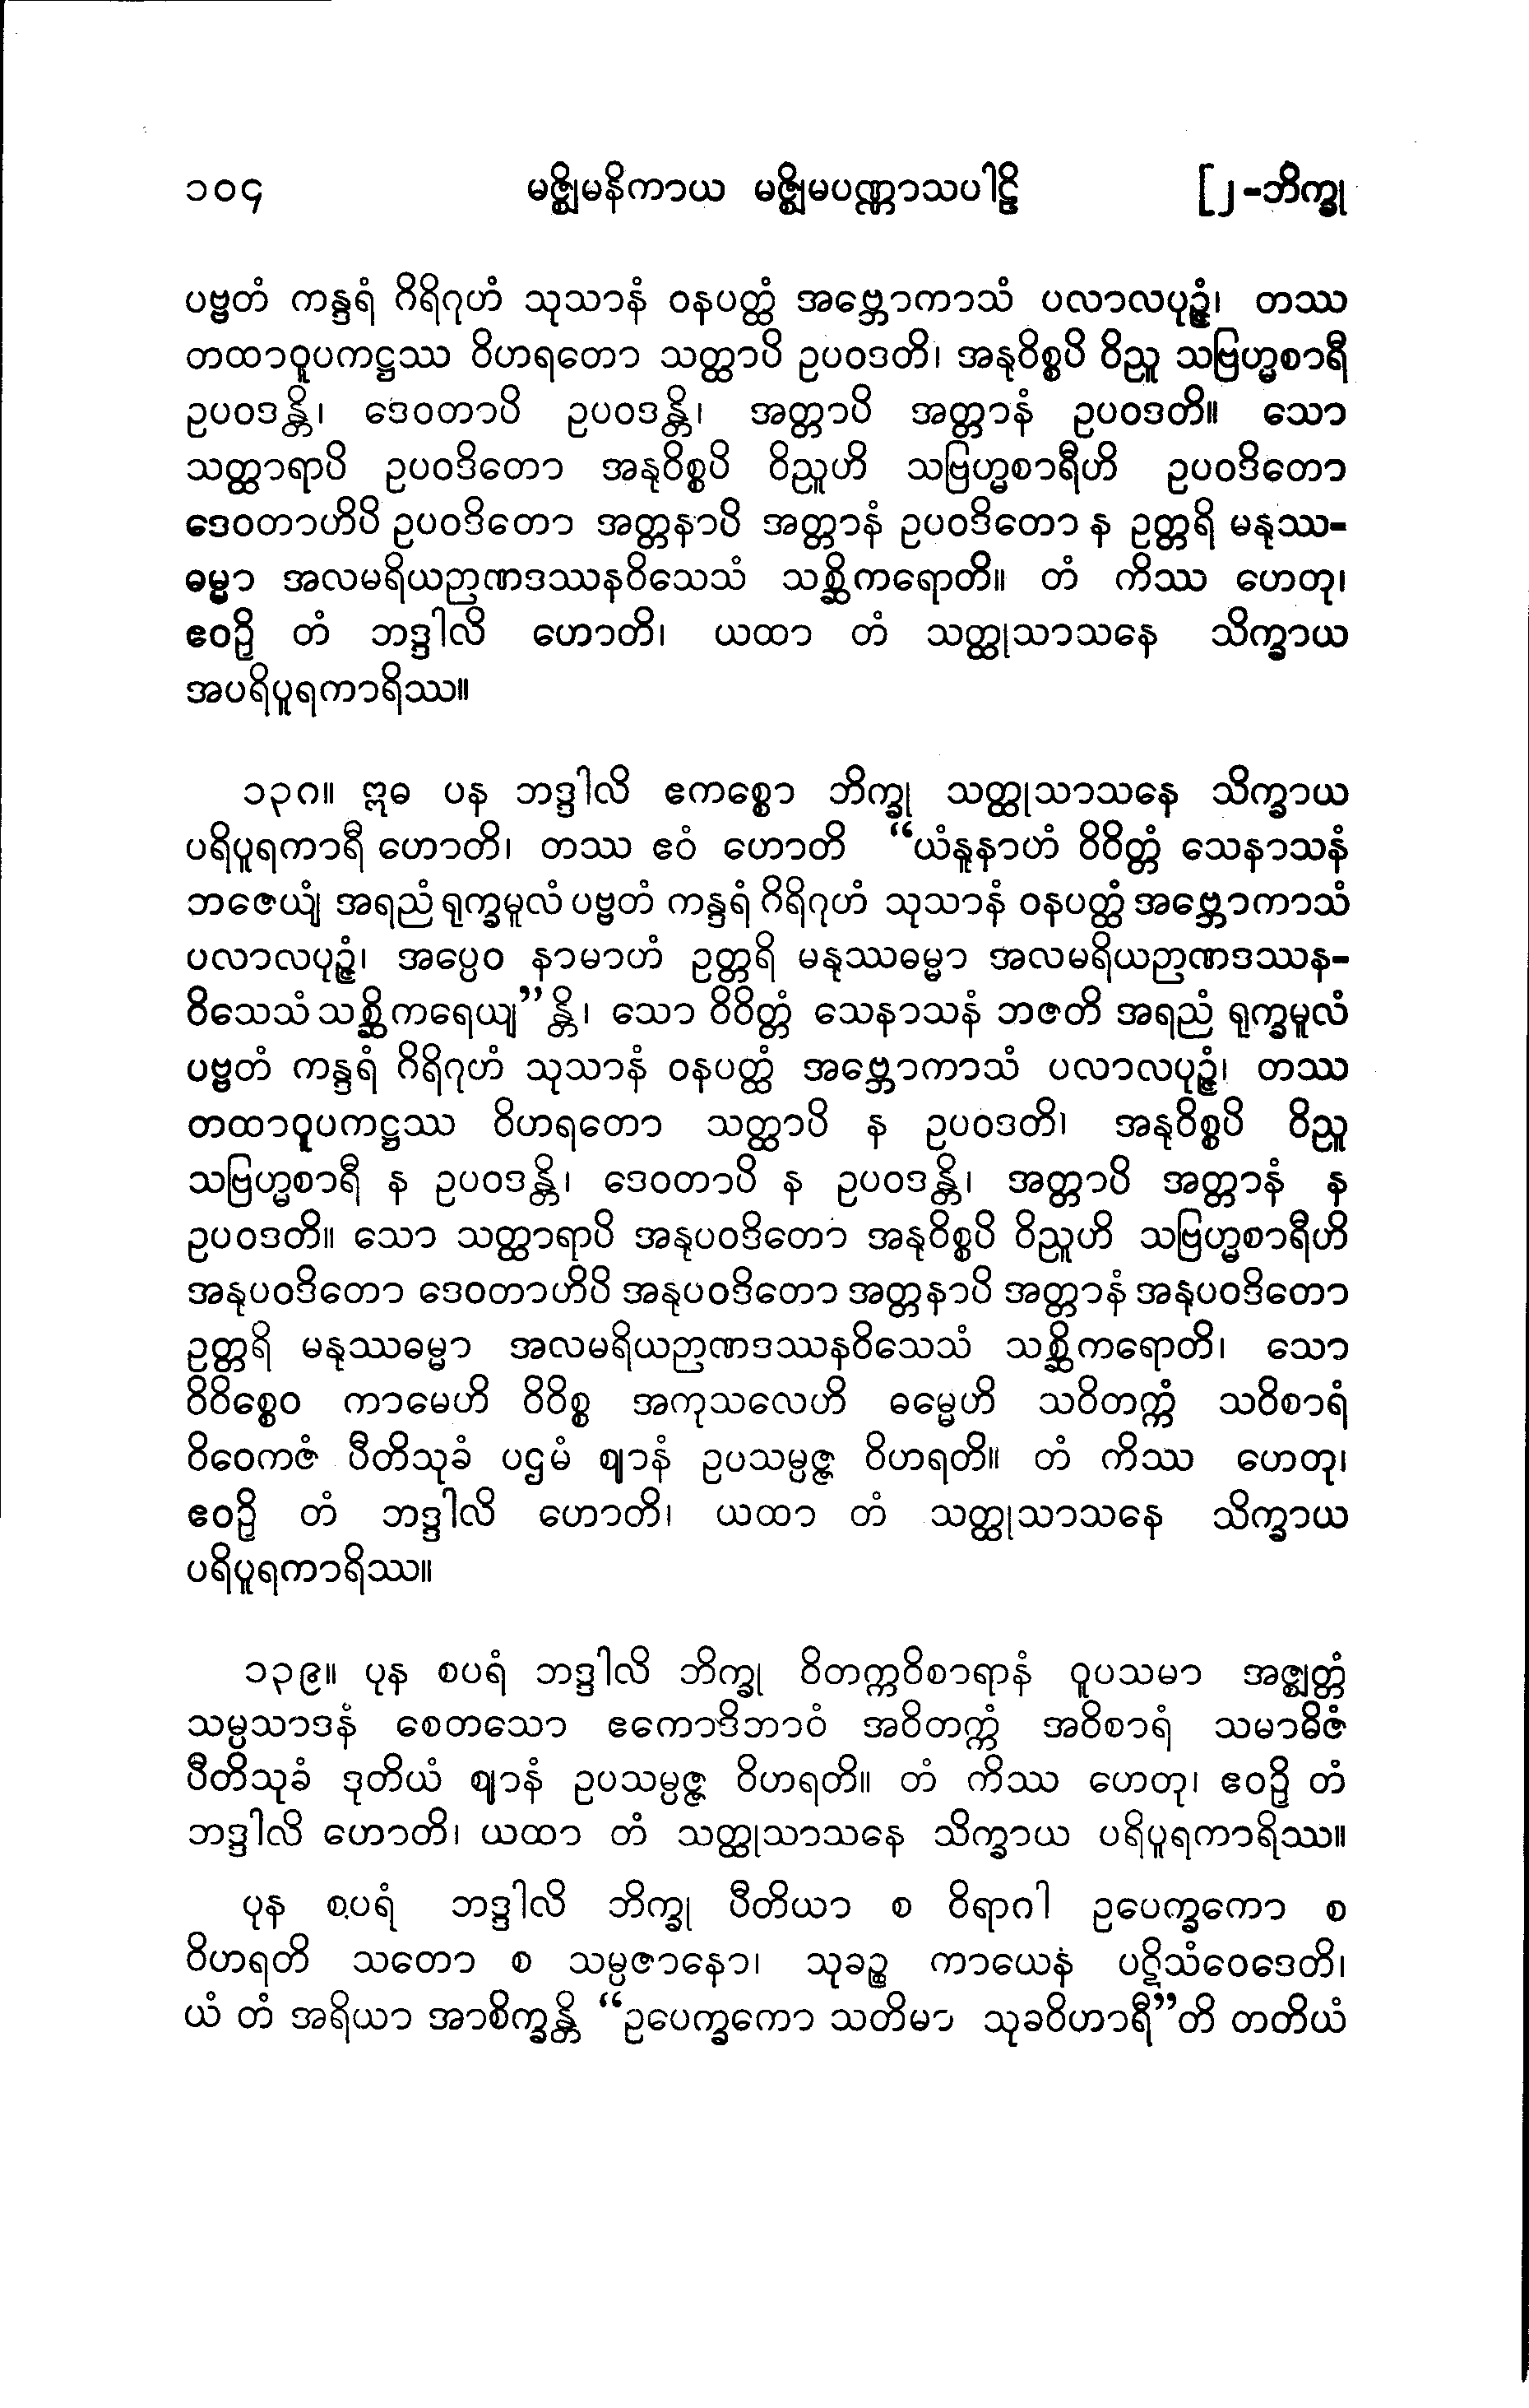 ၁၀၄ မဇ္ဈိမနိကာယ မဇ္ဈိမပဏ္ဏာသပါဠိ [၂-ဘိက္ခု
ပဗ္ဗတံ ကန္ဒရံ ဂိရိဂုဟံ သုသာနံ ဝနပတ္ထံ အဗ္ဘောကာသံ ပလာလပုဉ္ဇံ၊ တဿ
တထာဝူပကဋ္ဌဿ ဝိဟရတော သတ္ထာပိ ဥပဝဒတိ၊ အနုဝိစ္စပိ ဝိညူ သဗြဟ္မစာရီ
ဥပဝဒန္တိ၊ ဒေဝတာပိ ဥပဝဒန္တိ၊ အတ္တာပိ အတ္တာနံ ဥပဝဒတိ။ သော
သတ္ထာရာပိ ဥပဝဒိတော အနုဝိစ္စပိ ဝိညူဟိ သဗြဟ္မစာရီဟိ ဥပဝဒိတော
ဒေဝတာဟိပိ ဥပဝဒိတော အတ္တနာပိ အတ္တာနံ ဥပဝဒိတော န ဥတ္တရိ မနုဿ-
ဓမ္မာ အလမရိယဉာဏဒဿနဝိသေသံ သစ္ဆိကရောတိ။ တံ ကိဿ ဟေတု၊
ဧဝဉှိ တံ ဘဒ္ဒါလိ ဟောတိ၊ ယထာ တံ သတ္ထုသာသနေ သိက္ခာယ
အပရိပူရကာရိဿ။
၁၃၈။ ဣဓ ပန ဘဒ္ဒါလိ ဧကစ္စော ဘိက္ခု သတ္ထုသာသနေ သိက္ခာယ
ပရိပူရကာရီ ဟောတိ၊ တဿ ဧဝံ ဟောတိ “ယံနူနာဟံ ဝိဝိတ္တံ သေနာသနံ
ဘဇေယျံ အရညံ ရုက္ခမူလံ ပဗ္ဗတံ ကန္ဒရံ ဂိရိဂုဟံ သုသာနံ ဝနပတ္ထံ အဗ္ဘောကာသံ
ပလာလပုဉ္ဇံ၊ အပ္ပေဝ နာမာဟံ ဥတ္တရိ မနုဿဓမ္မာ အလမရိယဉာဏဒဿန-
ဝိသေသံ သစ္ဆိကရေယျ”န္တိ၊ သော ဝိဝိတ္တံ သေနာသနံ ဘဇတိ အရညံ ရုက္ခမူလံ
ပဗ္ဗတံ ကန္ဒရံ ဂိရိဂုဟံ သုသာနံ ဝနပတ္ထံ အဗ္ဘောကာသံ ပလာလပုဉ္ဇံ၊ တဿ
တထာဝူပကဋ္ဌဿ ဝိဟရတော သတ္ထာပိ န ဥပဝဒတိ၊ အနုဝိစ္စပိ ဝိညူ
သဗြဟ္မစာရီ န ဥပဝဒန္တိ၊ ဒေဝတာပိ န ဥပဝဒန္တိ၊ အတ္တာပိ အတ္တာနံ န
ဥပဝဒတိ။ သော သတ္ထာရာပိ အနုပဝဒိတော အနုဝိစ္စပိ ဝိညူဟိ သဗြဟ္မစာရီဟိ
အနုပဝဒိတော ဒေဝတာဟိပိ အနုပဝဒိတော အတ္တနာပိ အတ္တာနံ အနုပဝဒိတော
ဥတ္တရိ မနုဿဓမ္မာ အလမရိယဉာဏဒဿနဝိသေသံ သစ္ဆိကရောတိ၊ သော
ဝိဝိစ္စေဝ ကာမေဟိ ဝိဝိစ္စ အကုသလေဟိ ဓမ္မေဟိ သဝိတက္ကံ သဝိစာရံ
ဝိဝေကဇံ ပီတိသုခံ ပဌမံ ဈာနံ ဥပသမ္ပဇ္ဇ ဝိဟရတိ။ တံ ကိဿ ဟေတု၊
ဧဝဉှိ တံ ဘဒ္ဒါလိ ဟောတိ၊ ယထာ တံ သတ္ထုသာသနေ သိက္ခာယ
ပရိပူရကာရိဿ။
၁၃၉။ ပုန စပရံ ဘဒ္ဒါလိ ဘိက္ခု ဝိတက္ကဝိစာရာနံ ဝူပသမာ အဇ္ဈတ္တံ
သမ္ပသာဒနံ စေတသော ဧကောဒိဘာဝံ အဝိတက္ကံ အဝိစာရံ သမာဓိဇံ
ပီတိသုခံ ဒုတိယံ ဈာနံ ဥပသမ္ပဇ္ဇ ဝိဟရတိ။ တံ ကိဿ ဟေတု၊ ဧဝဉှိ တံ
ဘဒ္ဒါလိ ဟောတိ၊ ယထာ တံ သတ္ထုသာသနေ သိက္ခာယ ပရိပူရကာရိဿ။
ပုန စပရံ ဘဒ္ဒါလိ ဘိက္ခု ပီတိယာ စ ဝိရာဂါ ဥပေက္ခကော စ
ဝိဟရတိ သတော စ သမ္ပဇာနော၊ သုခဉ္စ ကာယေန ပဋိသံဝေဒေတိ၊
ယံ တံ အရိယာ အာစိက္ခန္တိ “ဥပေက္ခကော သတိမာ သုခဝိဟာရီ”တိ တတိယံ